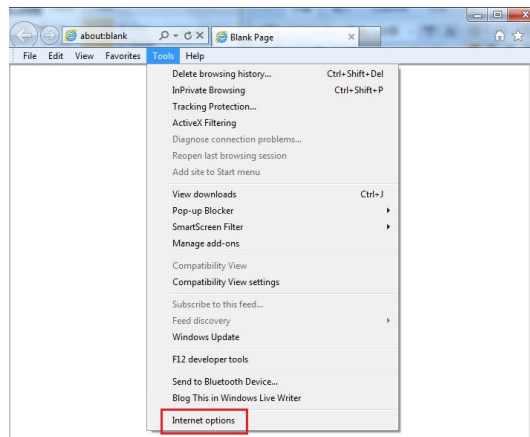 about:blank
Blank Page
File Edit View Favorites Tools Help
Delete browsing history... Ctrl+Shift+Del
InPrivate Browsing Ctrl+Shift+P
Tracking Protection...
ActiveX Filtering
Diagnose connection problems...
Reopen last browsing session
Add site to Start menu
View downloads Ctrl+J
Pop-up Blocker
SmartScreen Filter
Manage add-ons
Compatibility View
Compatibility View settings
Subscribe to this feed...
Feed discovery
Windows Update
F12 developer tools
Send to Bluetooth Device...
Blog This in Windows Live Writer
Internet options